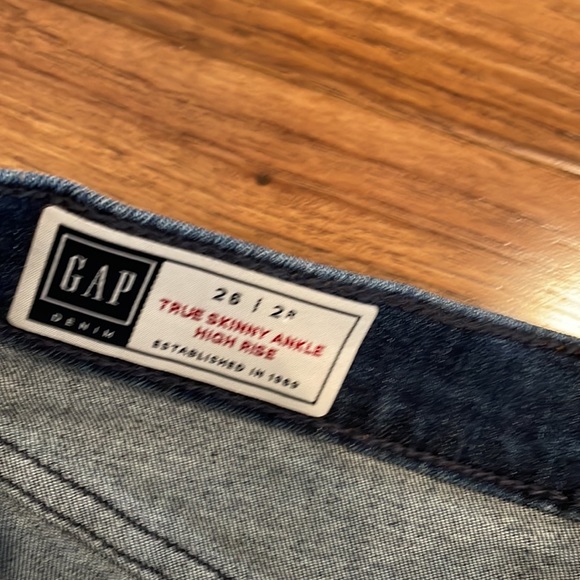 GAP
DENIM
26 / 2R
TRUE SKINNY ANKLE
HIGH RISE
ESTABLISHED IN 1969